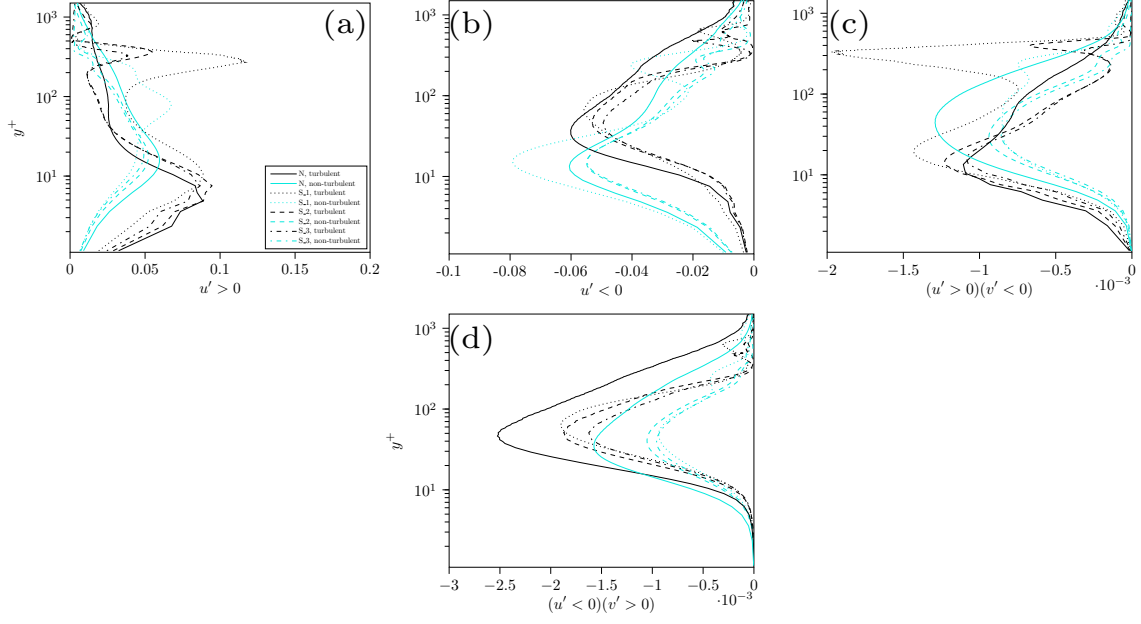 (a)
10³
10²
10¹
y⁺
0
0.05
0.1
0.15
0.2
u′ > 0
N, turbulent
N, non-turbulent
S_1, turbulent
S_1, non-turbulent
S_2, turbulent
S_2, non-turbulent
S_3, turbulent
S_3, non-turbulent
(b)
10³
10²
10¹
-0.1
-0.08
-0.06
-0.04
-0.02
0
u′ < 0
(c)
10³
10²
10¹
−2
−1.5
−1
−0.5
0
·10⁻³
(u′ > 0)(v′ < 0)
(d)
10³
10²
10¹
y⁺
−3
−2.5
−2
−1.5
−1
−0.5
0
·10⁻³
(u′ < 0)(v′ > 0)